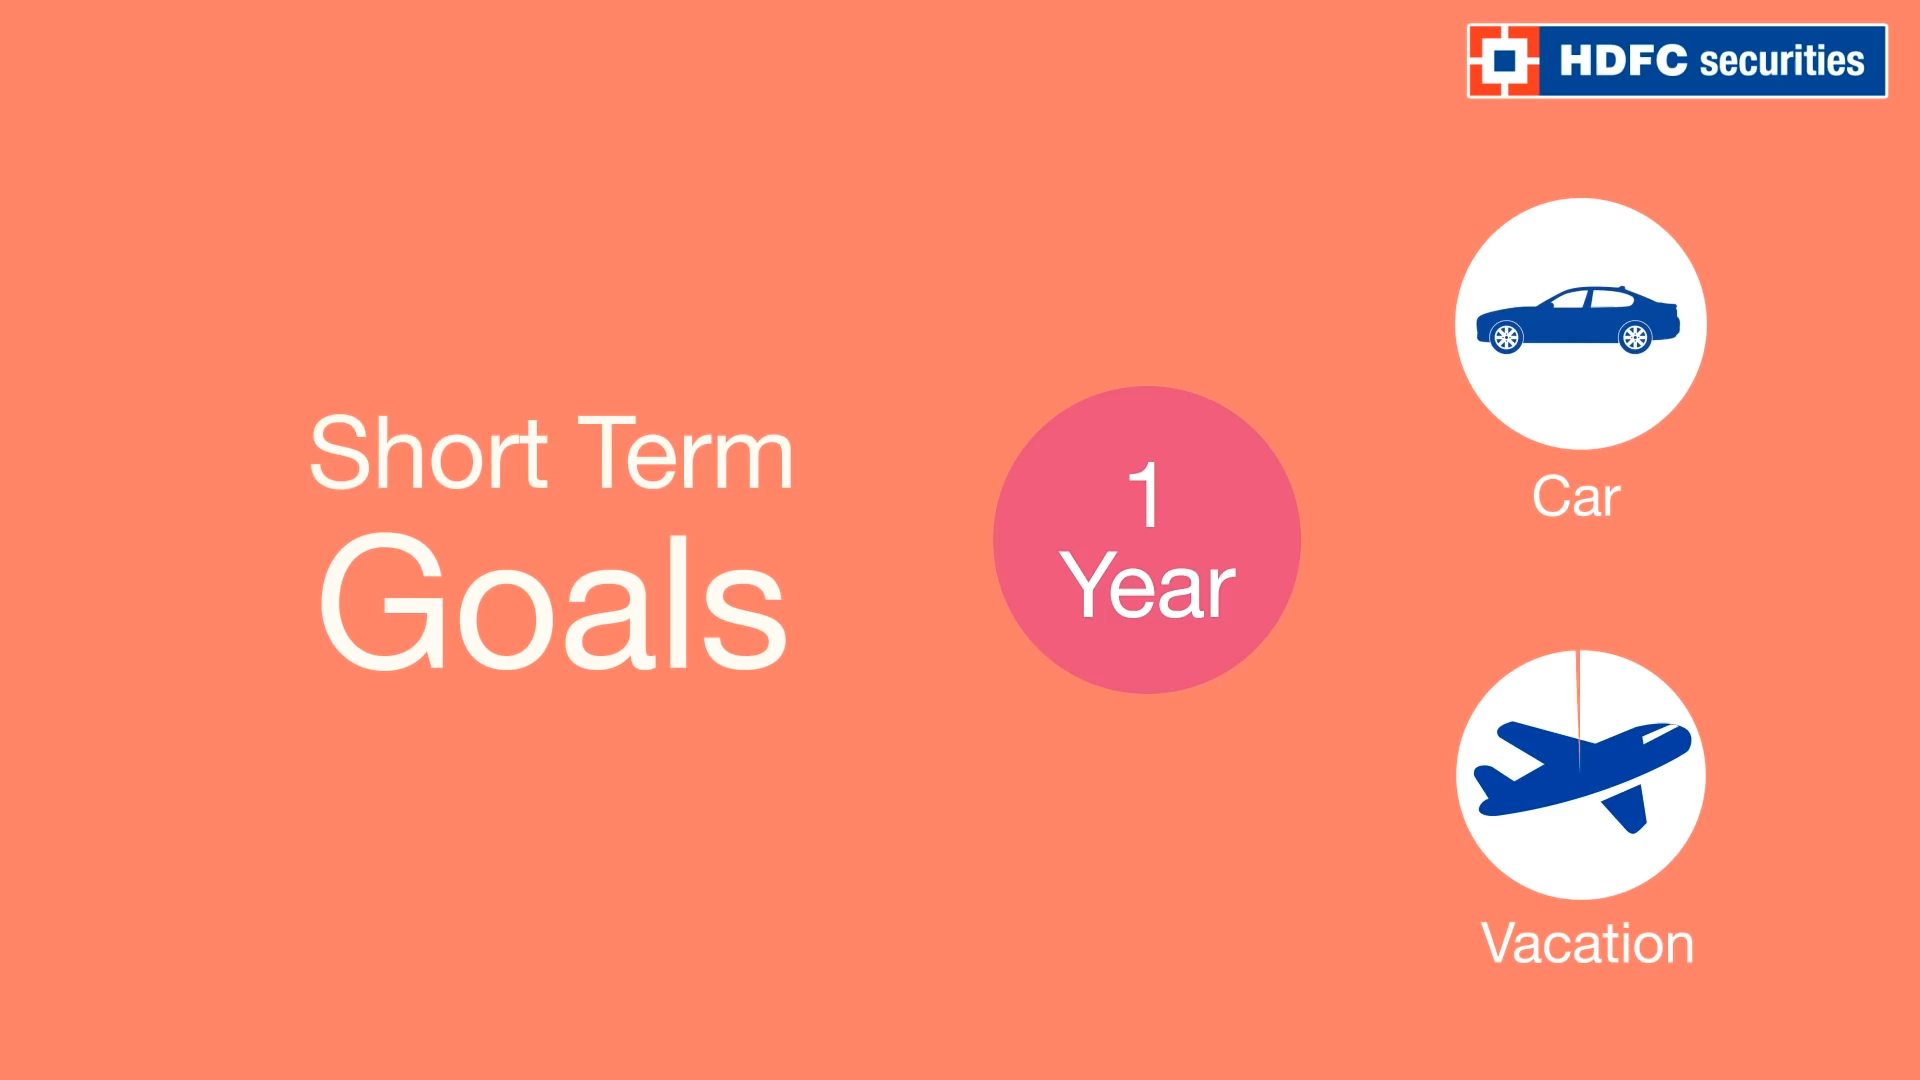 HDFC securities
Short Term
Goals
1
Year
Car
Vacation